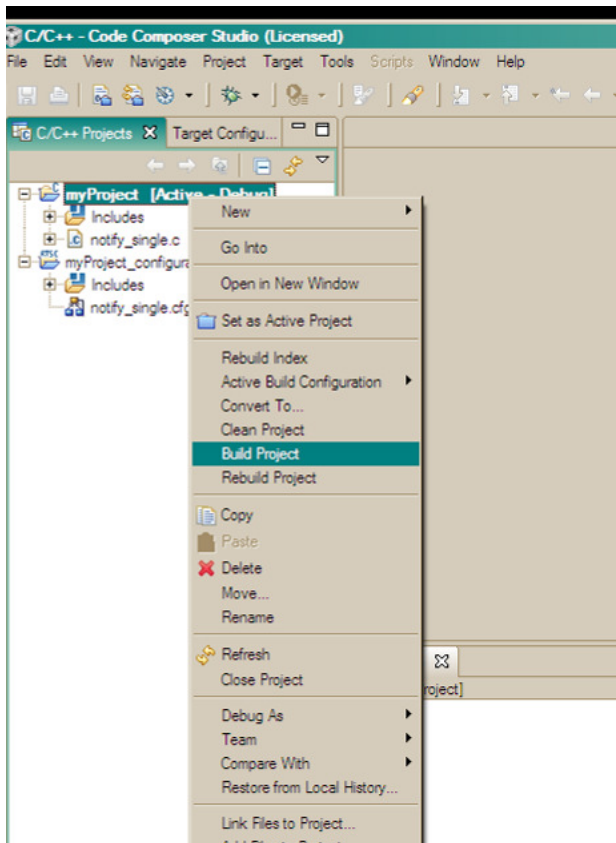 C/C++ - Code Composer Studio (Licensed)
File Edit View Navigate Project Target Tools Scripts Window Help
C/C++ Projects Target Configu...
myProject [Active - Debug]
Includes
notify_single.c
myProject_configura
Includes
notify_single.cfg
New
Go Into
Open in New Window
Set as Active Project
Rebuild Index
Active Build Configuration
Convert To...
Clean Project
Build Project
Rebuild Project
Copy
Paste
Delete
Move...
Rename
Refresh
Close Project
Debug As
Team
Compare With
Restore from Local History...
Link Files to Project...
roject]